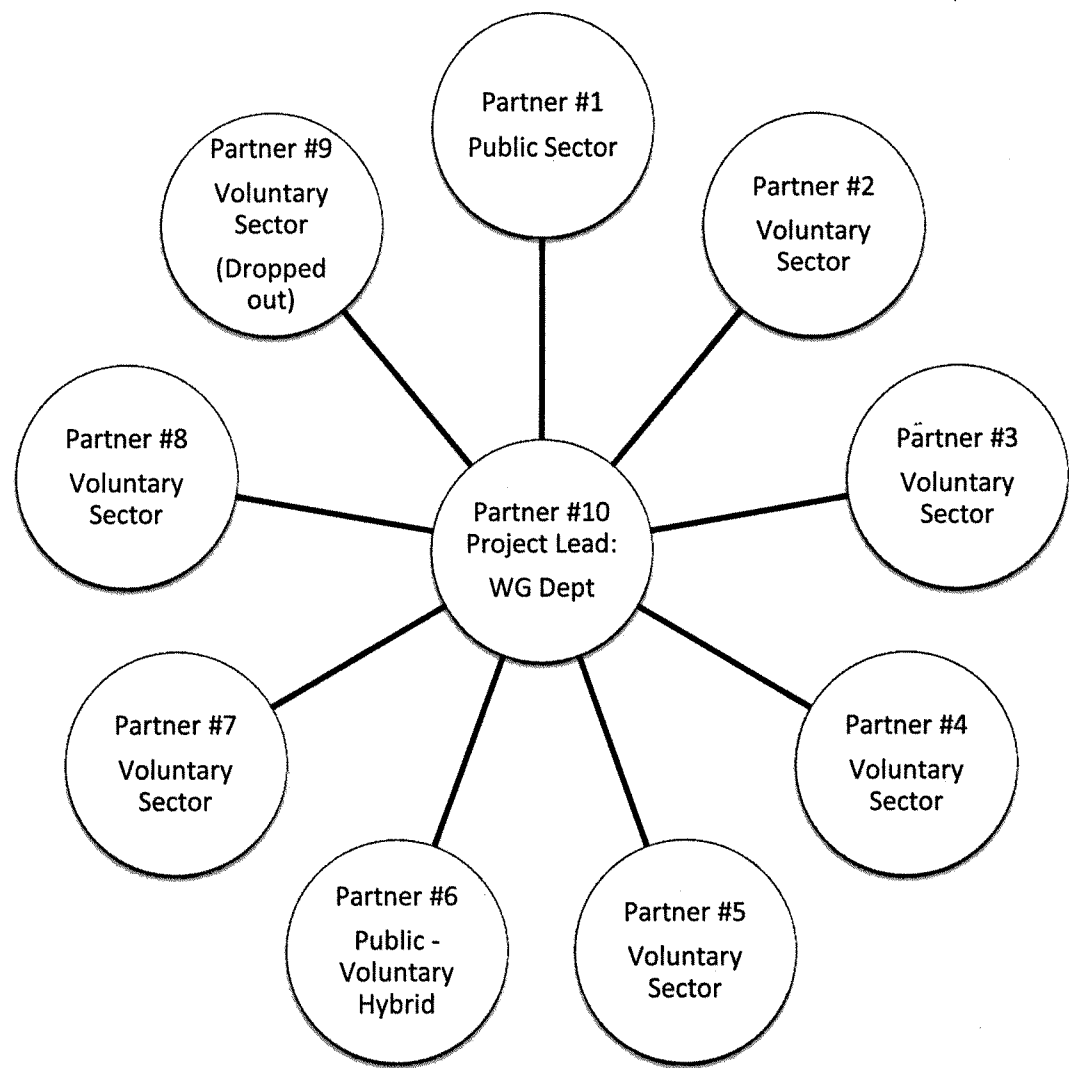 Partner #1
Public Sector
Partner #2
Voluntary
Sector
Partner #3
Voluntary
Sector
Partner #4
Voluntary
Sector
Partner #5
Voluntary
Sector
Partner #6
Public -
Voluntary
Hybrid
Partner #7
Voluntary
Sector
Partner #8
Voluntary
Sector
Partner #9
Voluntary
Sector
(Dropped
out)
Partner #10
Project Lead:
WG Dept